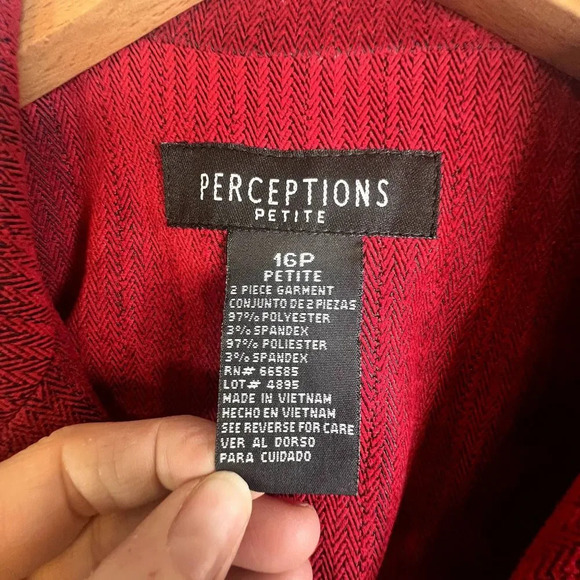 PERCEPTIONS
PETITE
16P
PETITE
2 PIECE GARMENT
CONJUNTO DE 2 PIEZAS
97% POLYESTER
3% SPANDEX
97% POLIESTER
3% SPANDEX
RN# 66585
LOT# 4895
MADE IN VIETNAM
HECHO EN VIETNAM
SEE REVERSE FOR CARE
VER AL DORSO
PARA CUIDADO